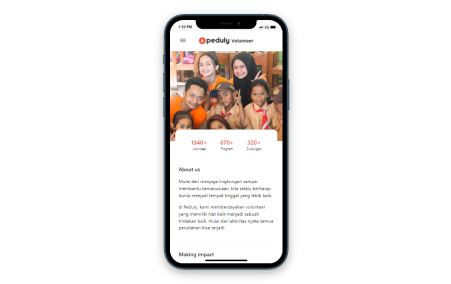 1:50 PM
4G
peduly Volunteer
1340+ 670+ 320+
Volunteer Program Dukungan
About us
Mulai dari menjaga lingkungan sampai
membantu kemanusiaan, kita selalu berharap
dunia menjadi tempat tinggal yang lebih baik.
di Peduly, kami memberdayakan volunteer
yang memiliki niat baik menjadi sebuah
tindakan baik, mulai dari aktivitas nyata semua
perubahan bisa terjadi.
Making impact